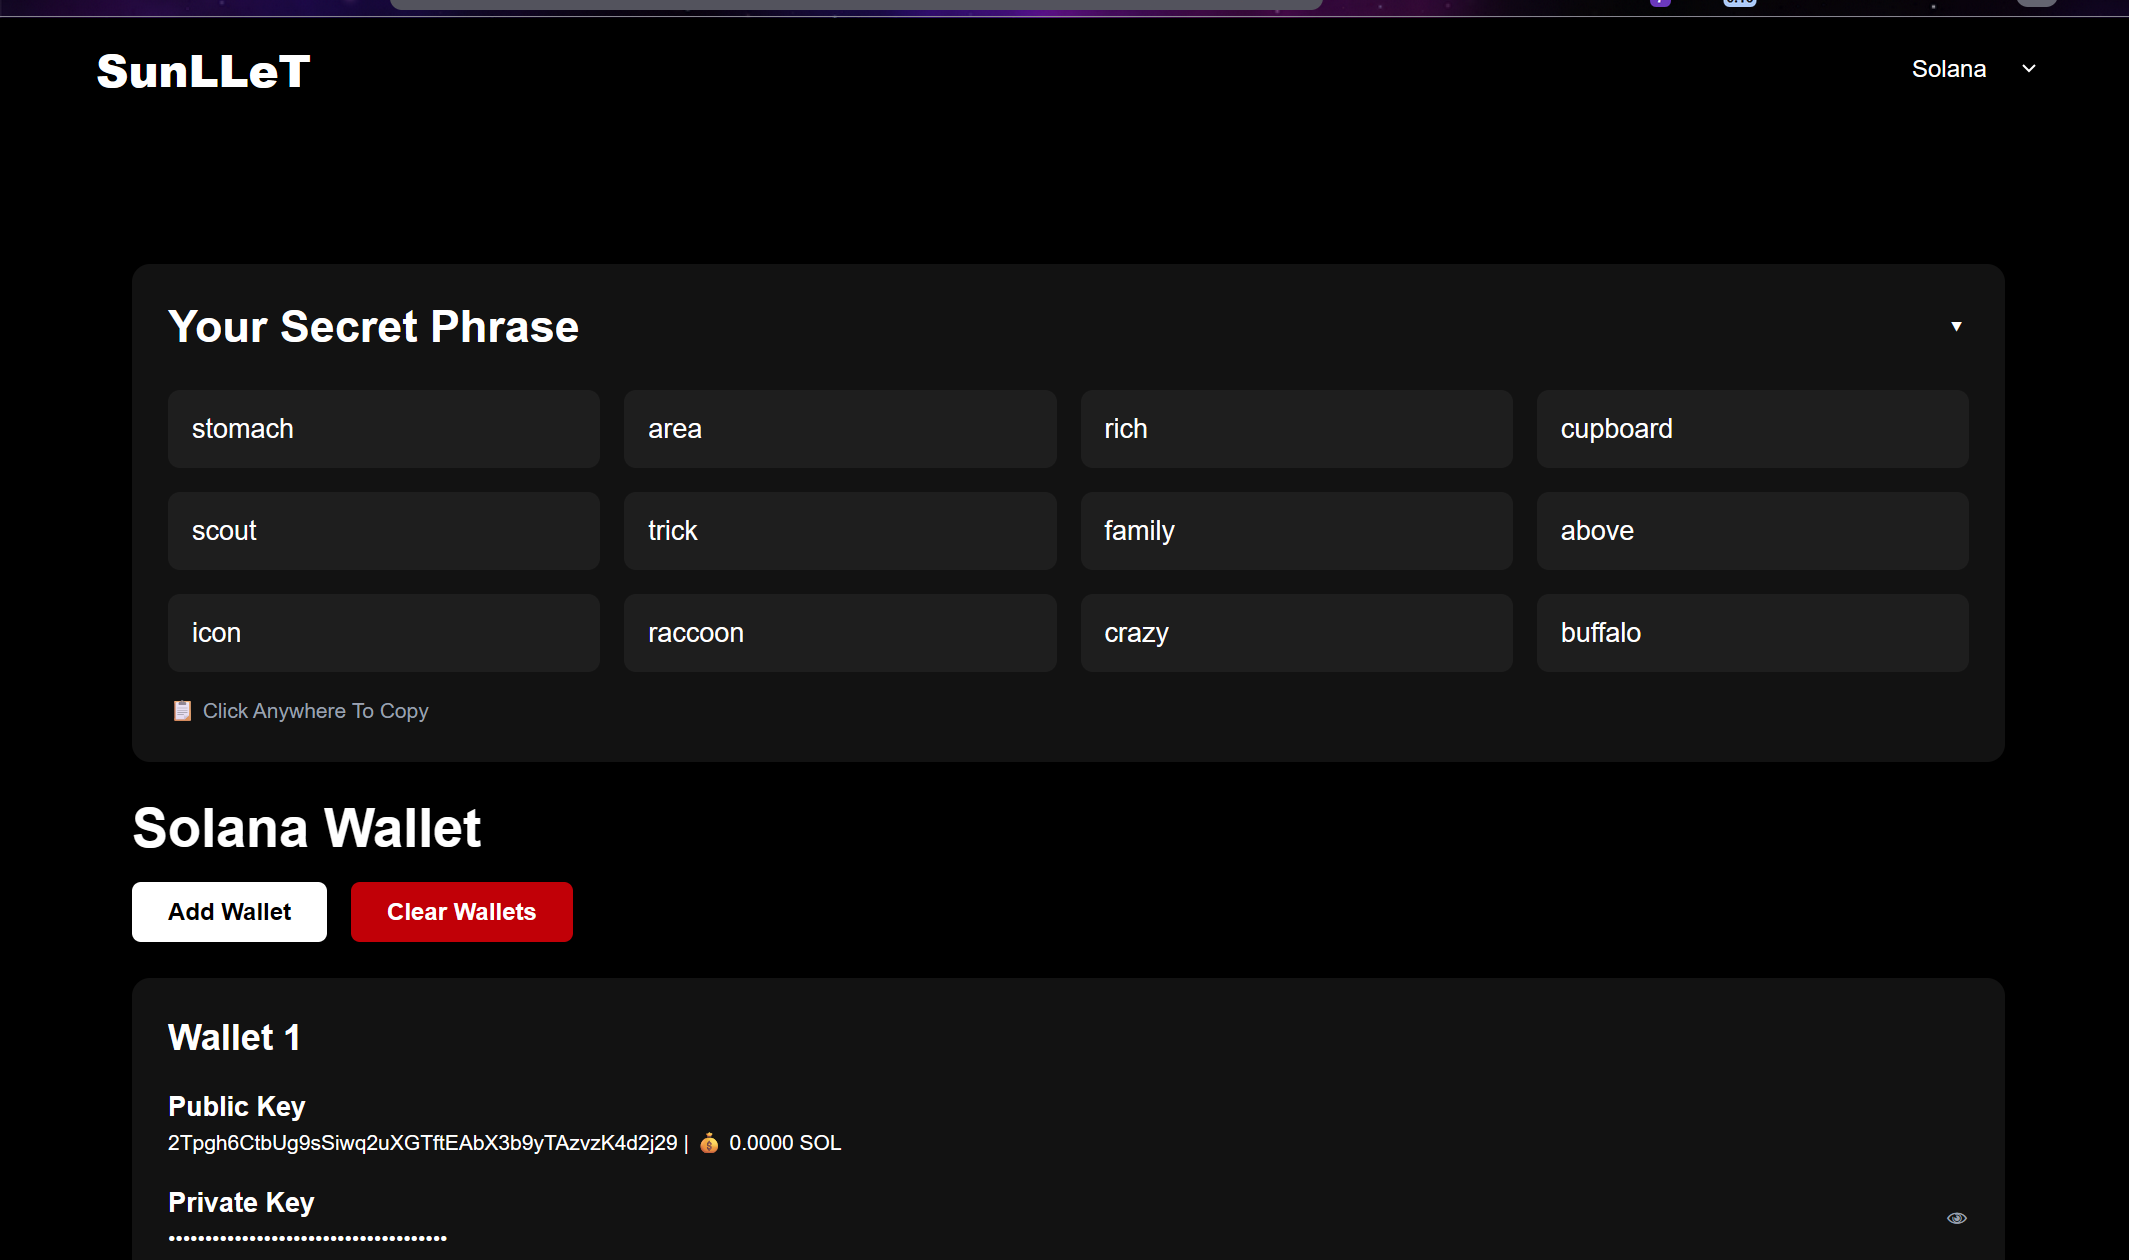 SunLLeT
Solana
Your Secret Phrase
stomach area rich cupboard
scout trick family above
icon raccoon crazy buffalo
Click Anywhere To Copy
Solana Wallet
Add Wallet Clear Wallets
Wallet 1
Public Key
2Tpgh6CtbUg9sSiwq2uXGTftEAbX3b9yTAzvzK4d2j29 | 💰 0.0000 SOL
Private Key